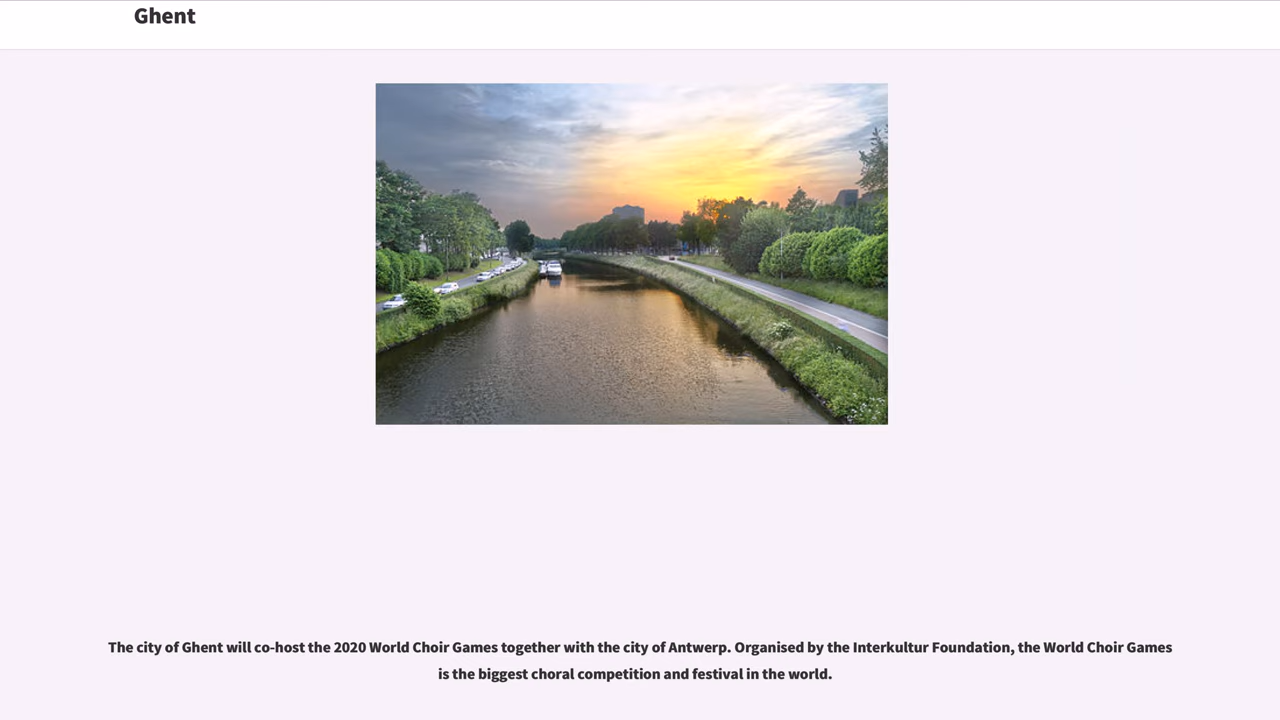 Ghent
The city of Ghent will co-host the 2020 World Choir Games together with the city of Antwerp. Organised by the Interkultur Foundation, the World Choir Games
is the biggest choral competition and festival in the world.